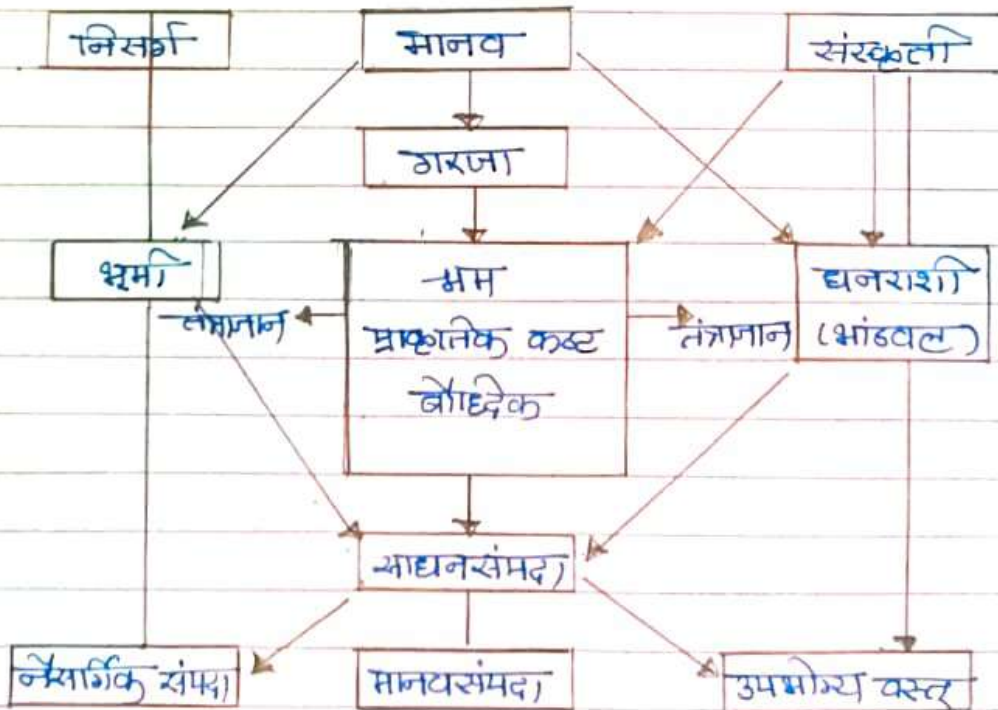 निसर्ग मानव संस्कृती
गरजा
भूमी श्रम धनराशी
तंत्रज्ञान प्राकृतिक कष्ट तंत्रज्ञान (भांडवल)
बौध्दिक
साधनसंपदा
नैसर्गिक संपदा मानवसंपदा उपभोग्य वस्तू